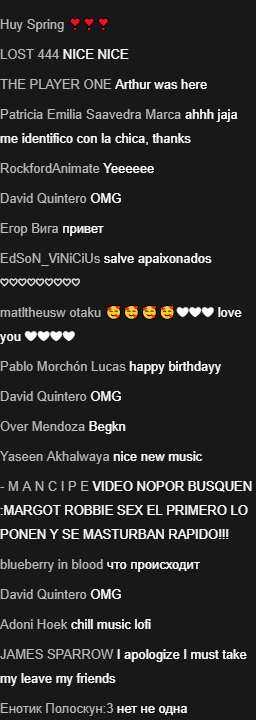 Huy Spring ❣️❣️❣️
LOST 444 NICE NICE
THE PLAYER ONE Arthur was here
Patricia Emilia Saavedra Marca ahhh jaja
me identifico con la chica, thanks
RockfordAnimate Yeeeeee
David Quintero OMG
Егор Вига привет
EdSoN_ViNiCiUs salve apaixonados
♡♡♡♡♡♡♡♡♡
matltheusw otaku 🥰 🥰 🥰 🥰🤍🤍🤍 love
you 🤍🤍🤍🤍
Pablo Morchón Lucas happy birthdayy
David Quintero OMG
Over Mendoza Begkn
Yaseen Akhalwaya nice new music
- M A N C I P E VIDEO NOPOR BUSQUEN
:MARGOT ROBBIE SEX EL PRIMERO LO
PONEN Y SE MASTURBAN RAPIDO!!!
blueberry in blood что происходит
David Quintero OMG
Adoni Hoek chill music lofi
JAMES SPARROW I apologize I must take
my leave my friends
Енотик Полоскун:3 нет не одна